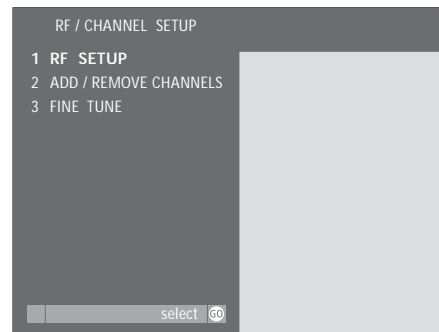 RF / CHANNEL SETUP
1 RF SETUP
2 ADD / REMOVE CHANNELS
3 FINE TUNE
select GO